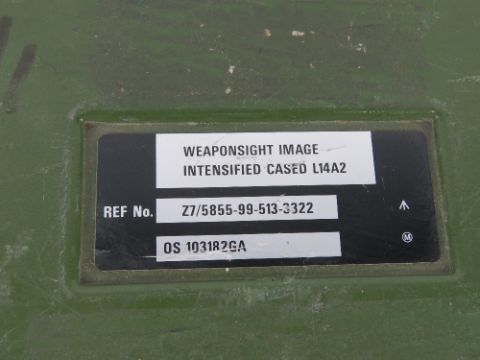 WEAPONSIGHT IMAGE
INTENSIFIED CASED L14A2
REF No. Z7/5855-99-513-3322
OS 103182GA
M